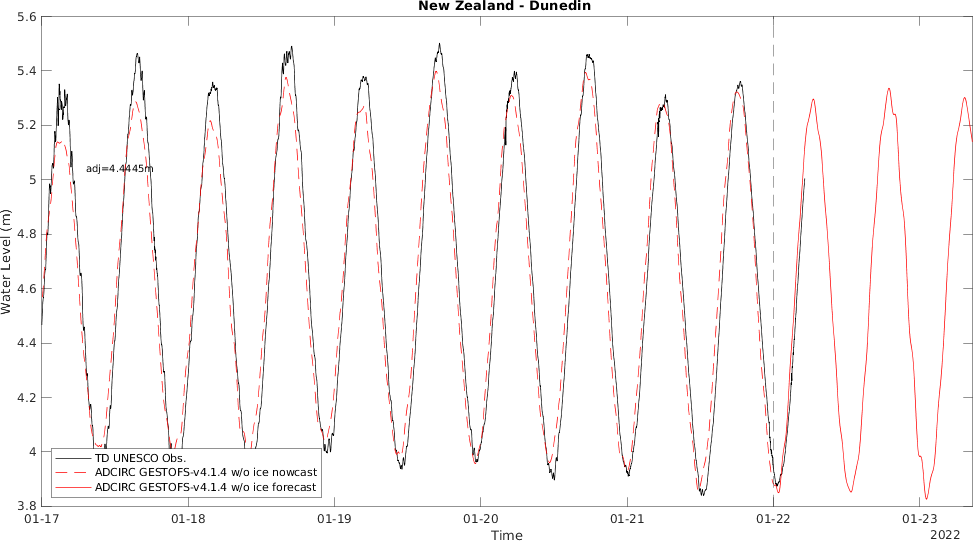 New Zealand - Dunedin
5.6
5.4
5.2
5
4.8
4.6
4.4
4.2
4
3.8
Water Level (m)
adj=4.4445m
TD UNESCO Obs.
ADCIRC GESTOFS-v4.1.4 w/o ice nowcast
ADCIRC GESTOFS-v4.1.4 w/o ice forecast
01-17 01-18 01-19 01-20 01-21 01-22 01-23
Time
2022